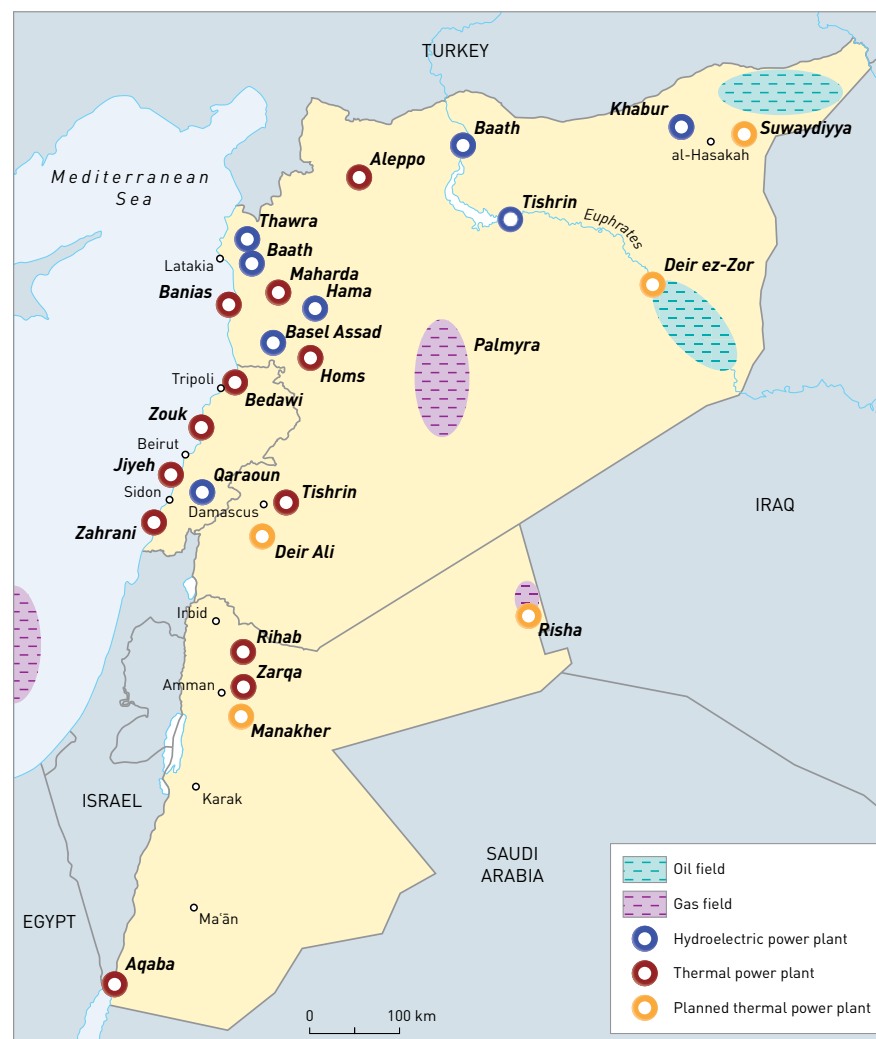 TURKEY
Khabur
Baath
Suwaydiyya
al-Hasakah
Aleppo
Mediterranean
Sea
Tishrin
Euphrates
Thawra
Baath
Latakia
Deir ez-Zor
Maharda
Banias
Hama
Basel Assad
Palmyra
Homs
Tripoli
Bedawi
Zouk
Beirut
Jiyeh
Qaraoun
Sidon
Tishrin
Damascus
IRAQ
Zahrani
Deir Ali
Irbid
Risha
Rihab
Zarqa
Amman
Manakher
Karak
ISRAEL
SAUDI
ARABIA
Oil field
Gas field
Ma‘ān
EGYPT
Hydroelectric power plant
Aqaba
Thermal power plant
Planned thermal power plant
0 100 km